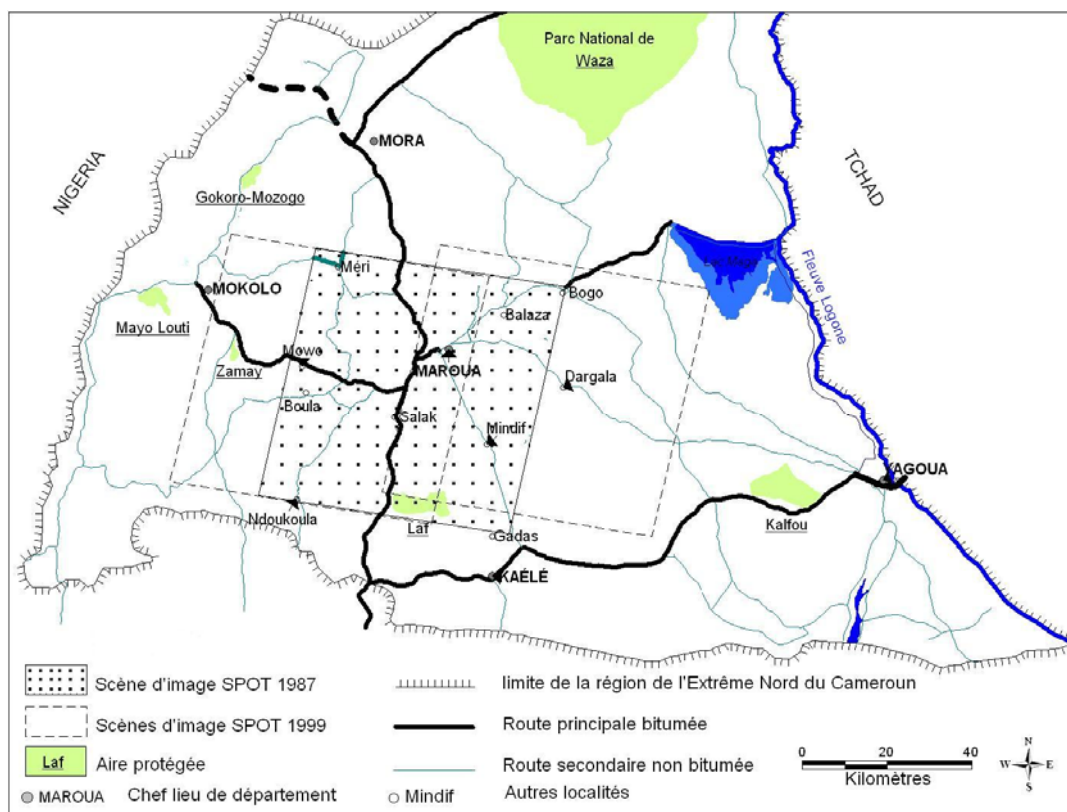 Parc National de
Waza
NIGERIA
MORA
TCHAD
Gokoro-Mozogo
Lac Maga
Fleuve Logone
Méri
MOKOLO
Bogo
Mayo Louti
Balaza
Mowo
MAROUA
Zamay
Dargala
Boula
Salak
Mindif
YAGOUA
Ndoukoula
Laf
Kalfou
Gadas
KAÉLÉ
Scène d'image SPOT 1987
limite de la région de l'Extrême Nord du Cameroun
Scènes d'image SPOT 1999
Route principale bitumée
Laf
Aire protégée
Route secondaire non bitumée
MAROUA
Chef lieu de département
Mindif
Autres localités
0 20 40
Kilomètres
N
W
E
S